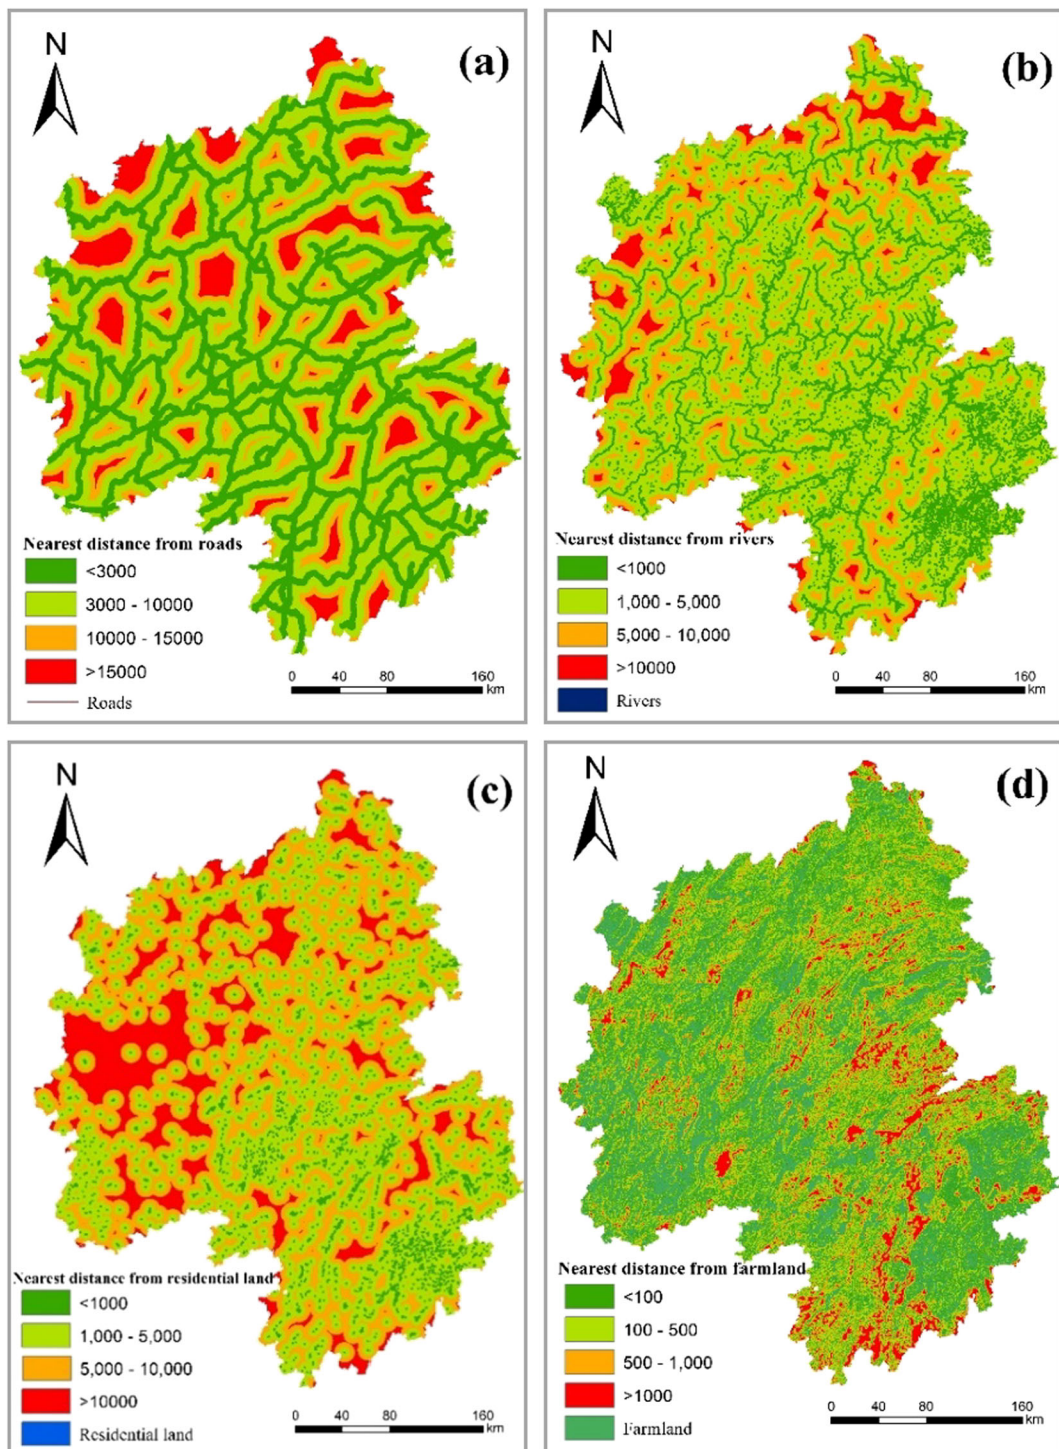 N
(a)
Nearest distance from roads
<3000
3000 - 10000
10000 - 15000
>15000
Roads
0 40 80 160
km
N
(b)
Nearest distance from rivers
<1000
1,000 - 5,000
5,000 - 10,000
>10000
Rivers
0 40 80 160
km
N
(c)
Nearest distance from residential land
<1000
1,000 - 5,000
5,000 - 10,000
>10000
Residential land
0 40 80 160
km
N
(d)
Nearest distance from farmland
<100
100 - 500
500 - 1,000
>1000
Farmland
0 40 80 160
km